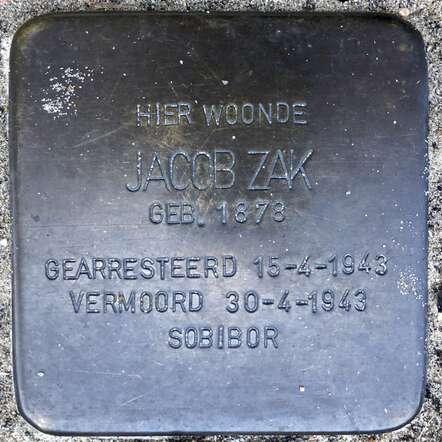 HIER WOONDE
JACOB ZAK
GEB. 1878
GEARRESTEERD 15-4-1943
VERMOORD 30-4-1943
SOBIBOR